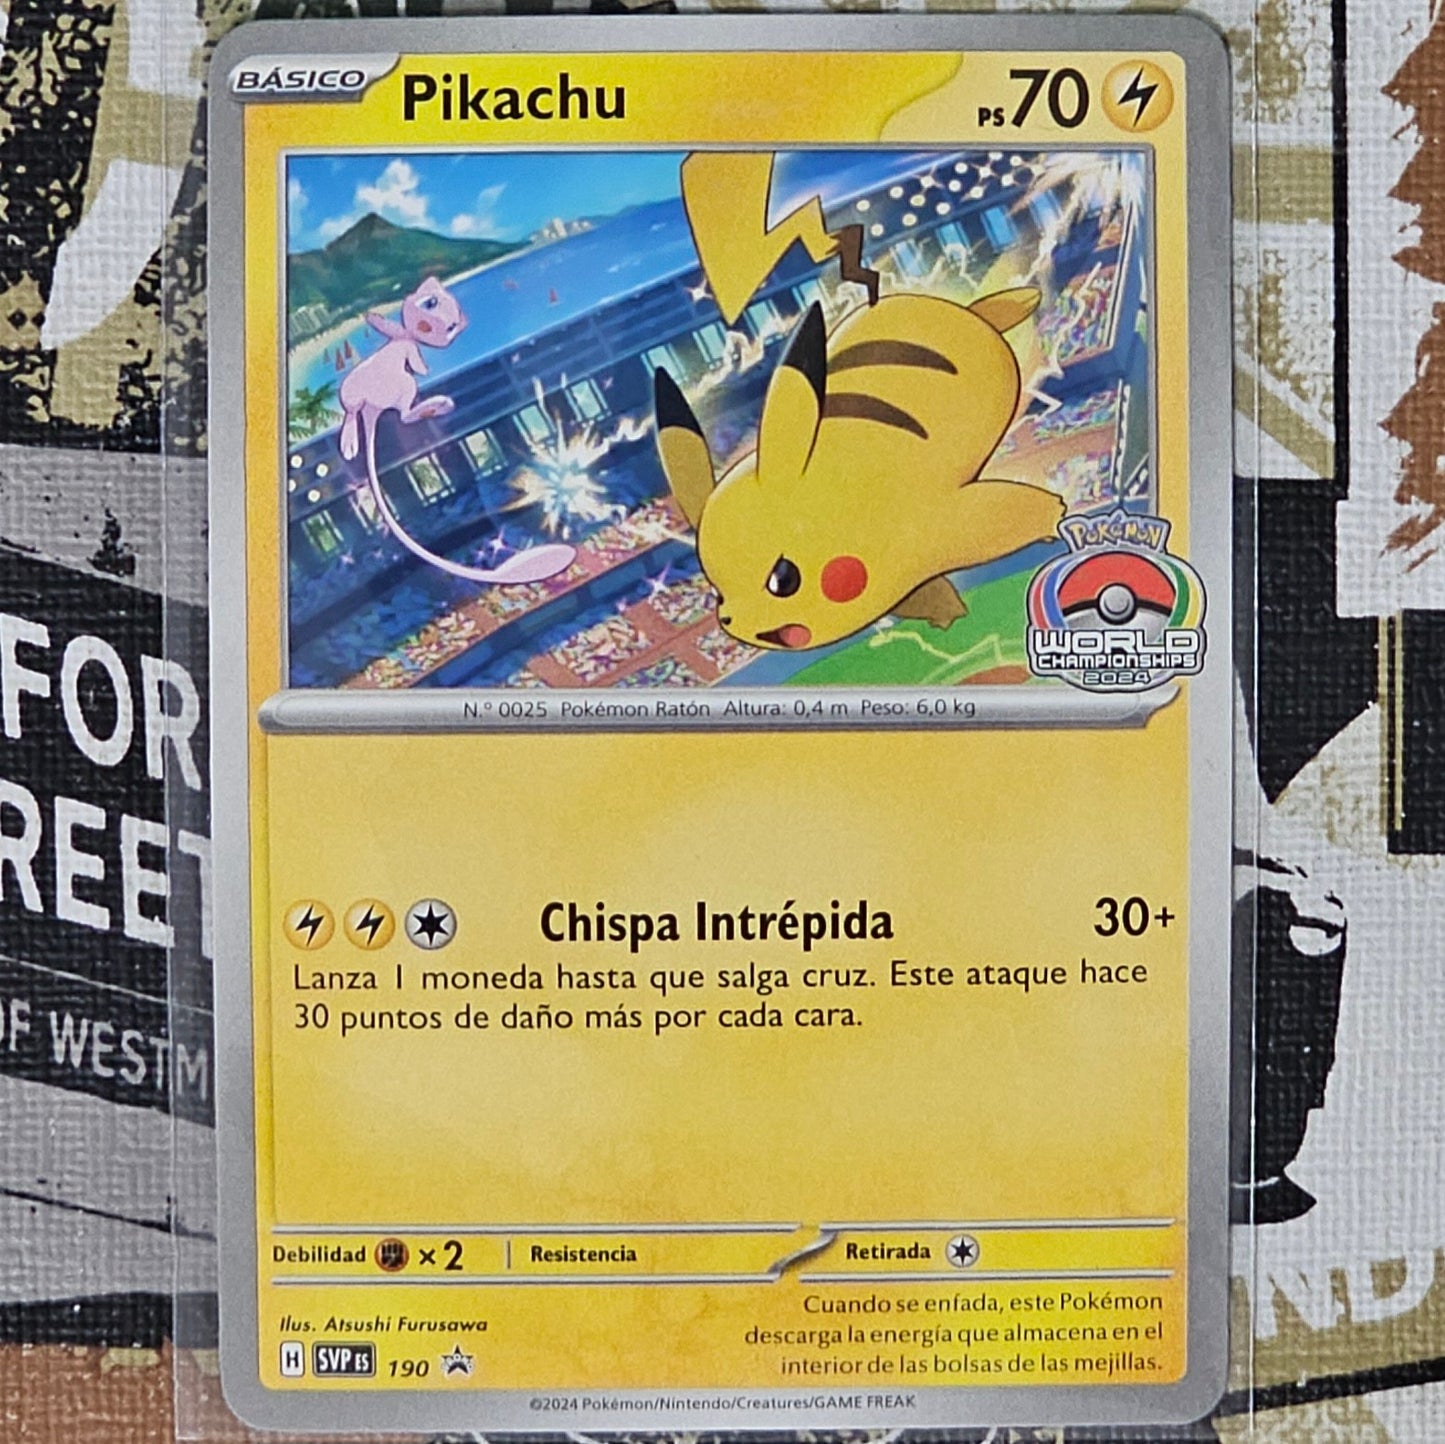 BÁSICO
Pikachu
PS 70
POKÉMON
WORLD
CHAMPIONSHIPS
2024
N.º 0025 Pokémon Ratón Altura: 0,4 m Peso: 6,0 kg
Chispa Intrépida 30+
Lanza 1 moneda hasta que salga cruz. Este ataque hace
30 puntos de daño más por cada cara.
Debilidad ×2 Resistencia Retirada
Ilus. Atsushi Furusawa
H SVP ES 190
Cuando se enfada, este Pokémon
descarga la energía que almacena en el
interior de las bolsas de las mejillas.
©2024 Pokémon/Nintendo/Creatures/GAME FREAK
FOR
REET
OF WESTM
ND